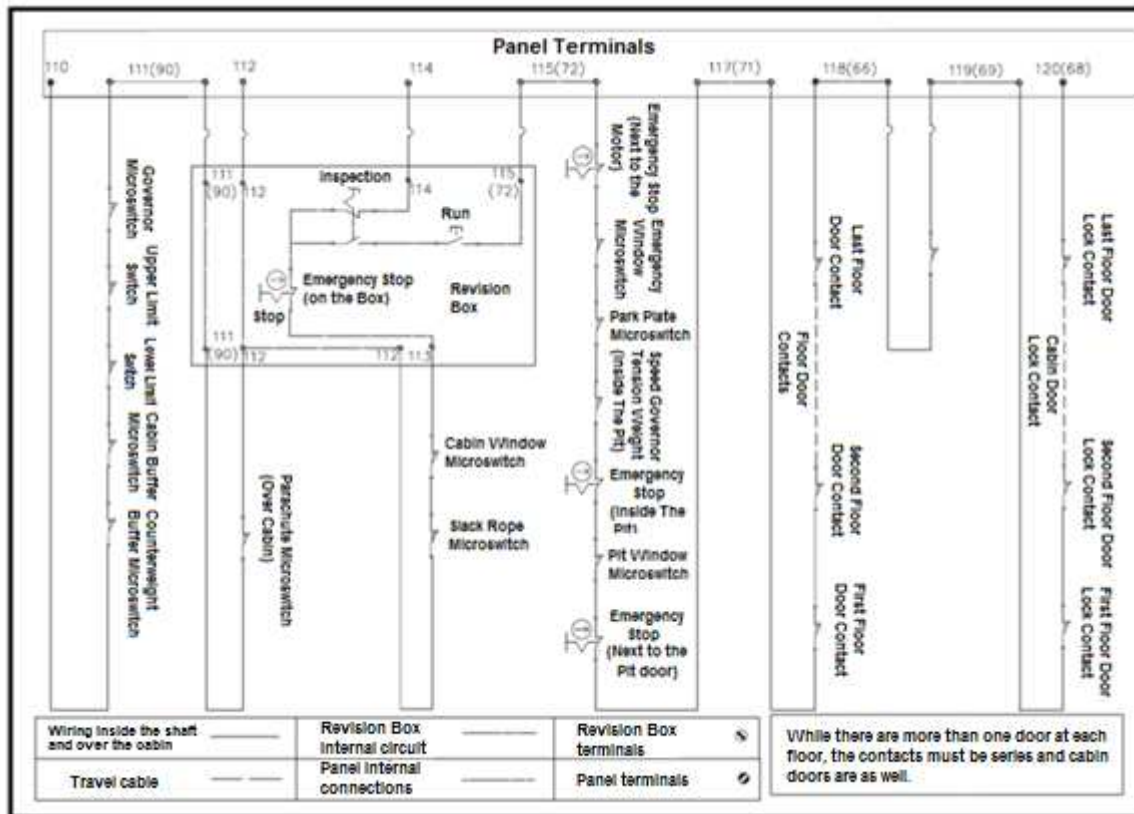 Panel Terminals
110
111(90)
112
114
115(72)
117(71)
118(66)
119(69)
120(68)
Governor
Microswitch
Upper Limit
Switch
Lower Limit
Switch
Cabin Buffer
Microswitch
Counterweight
Buffer Microswitch
111
(90)
112
Inspection
114
115
(72)
Run
Emergency Stop
(on the Box)
Stop
Revision
Box
111
(90)
112
112
113
Parachute Microswitch
(Over Cabin)
Cabin Window
Microswitch
Slack Rope
Microswitch
Emergency Stop
(Next to the
Motor)
Emergency
Window
Microswitch
Park Plate
Microswitch
Speed Governor
Tension Weight
(Inside The Pit)
Emergency
Stop
(Inside The
Pit)
Pit Window
Microswitch
Emergency
Stop
(Next to the
Pit door)
Floor Door
Contacts
Last Floor
Door Contact
Second Floor
Door Contact
First Floor
Door Contact
Cabin Door
Lock Contact
Last Floor Door
Lock Contact
Second Floor Door
Lock Contact
First Floor Door
Lock Contact
Wiring inside the shaft
and over the cabin
Revision Box
internal circuit
Revision Box
terminals
Travel cable
Panel internal
connections
Panel terminals
While there are more than one door at each
floor, the contacts must be series and cabin
doors are as well.